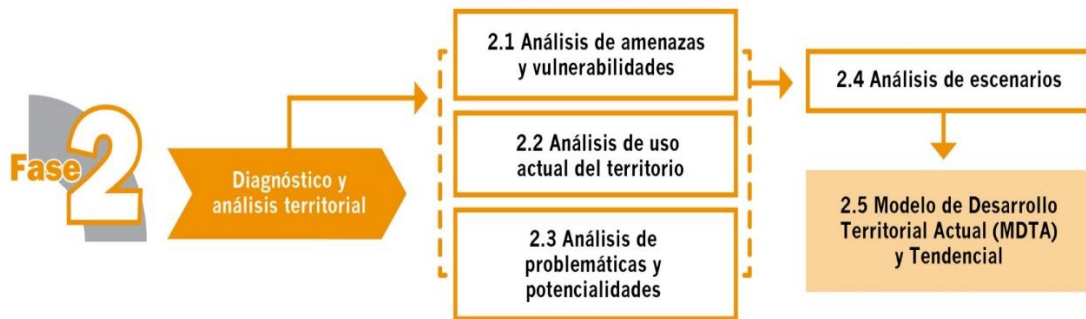 Fase 2
Diagnóstico y
análisis territorial
2.1 Análisis de amenazas
y vulnerabilidades
2.2 Análisis de uso
actual del territorio
2.3 Análisis de
problemáticas y
potencialidades
2.4 Análisis de escenarios
2.5 Modelo de Desarrollo
Territorial Actual (MDTA)
y Tendencial